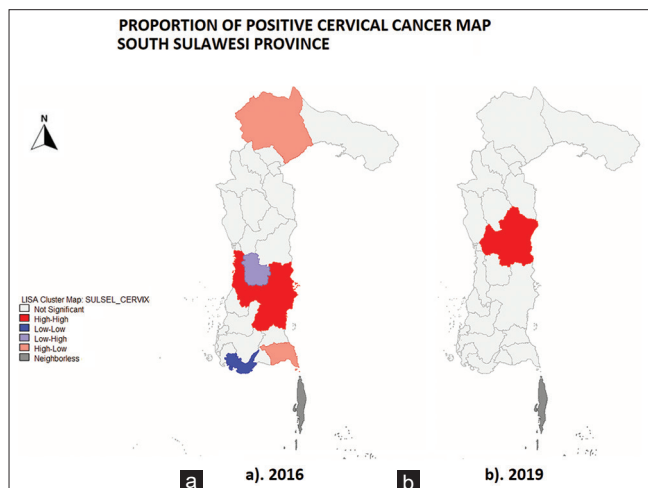 PROPORTION OF POSITIVE CERVICAL CANCER MAP
SOUTH SULAWESI PROVINCE
N
LISA Cluster Map: SULSEL_CERVIX
Not Significant
High-High
Low-Low
Low-High
High-Low
Neighborless
a
a). 2016
b
b). 2019